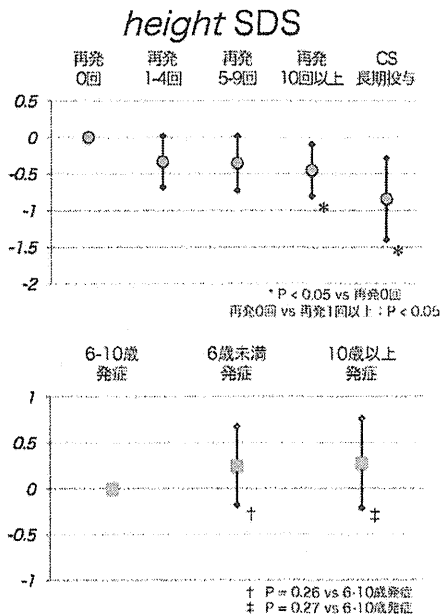 height SDS
再発 再発 再発 再発 CS
0回 1-4回 5-9回 10回以上 長期投与
0.5
0
-0.5
-1
*
-1.5
*
-2
* P < 0.05 vs 再発0回
再発0回 vs 再発1回以上；P < 0.05
6-10歳 6歳未満 10歳以上
発症 発症 発症
1
0.5
0
† ‡
-0.5
-1
† P = 0.26 vs 6-10歳発症
‡ P = 0.27 vs 6-10歳発症